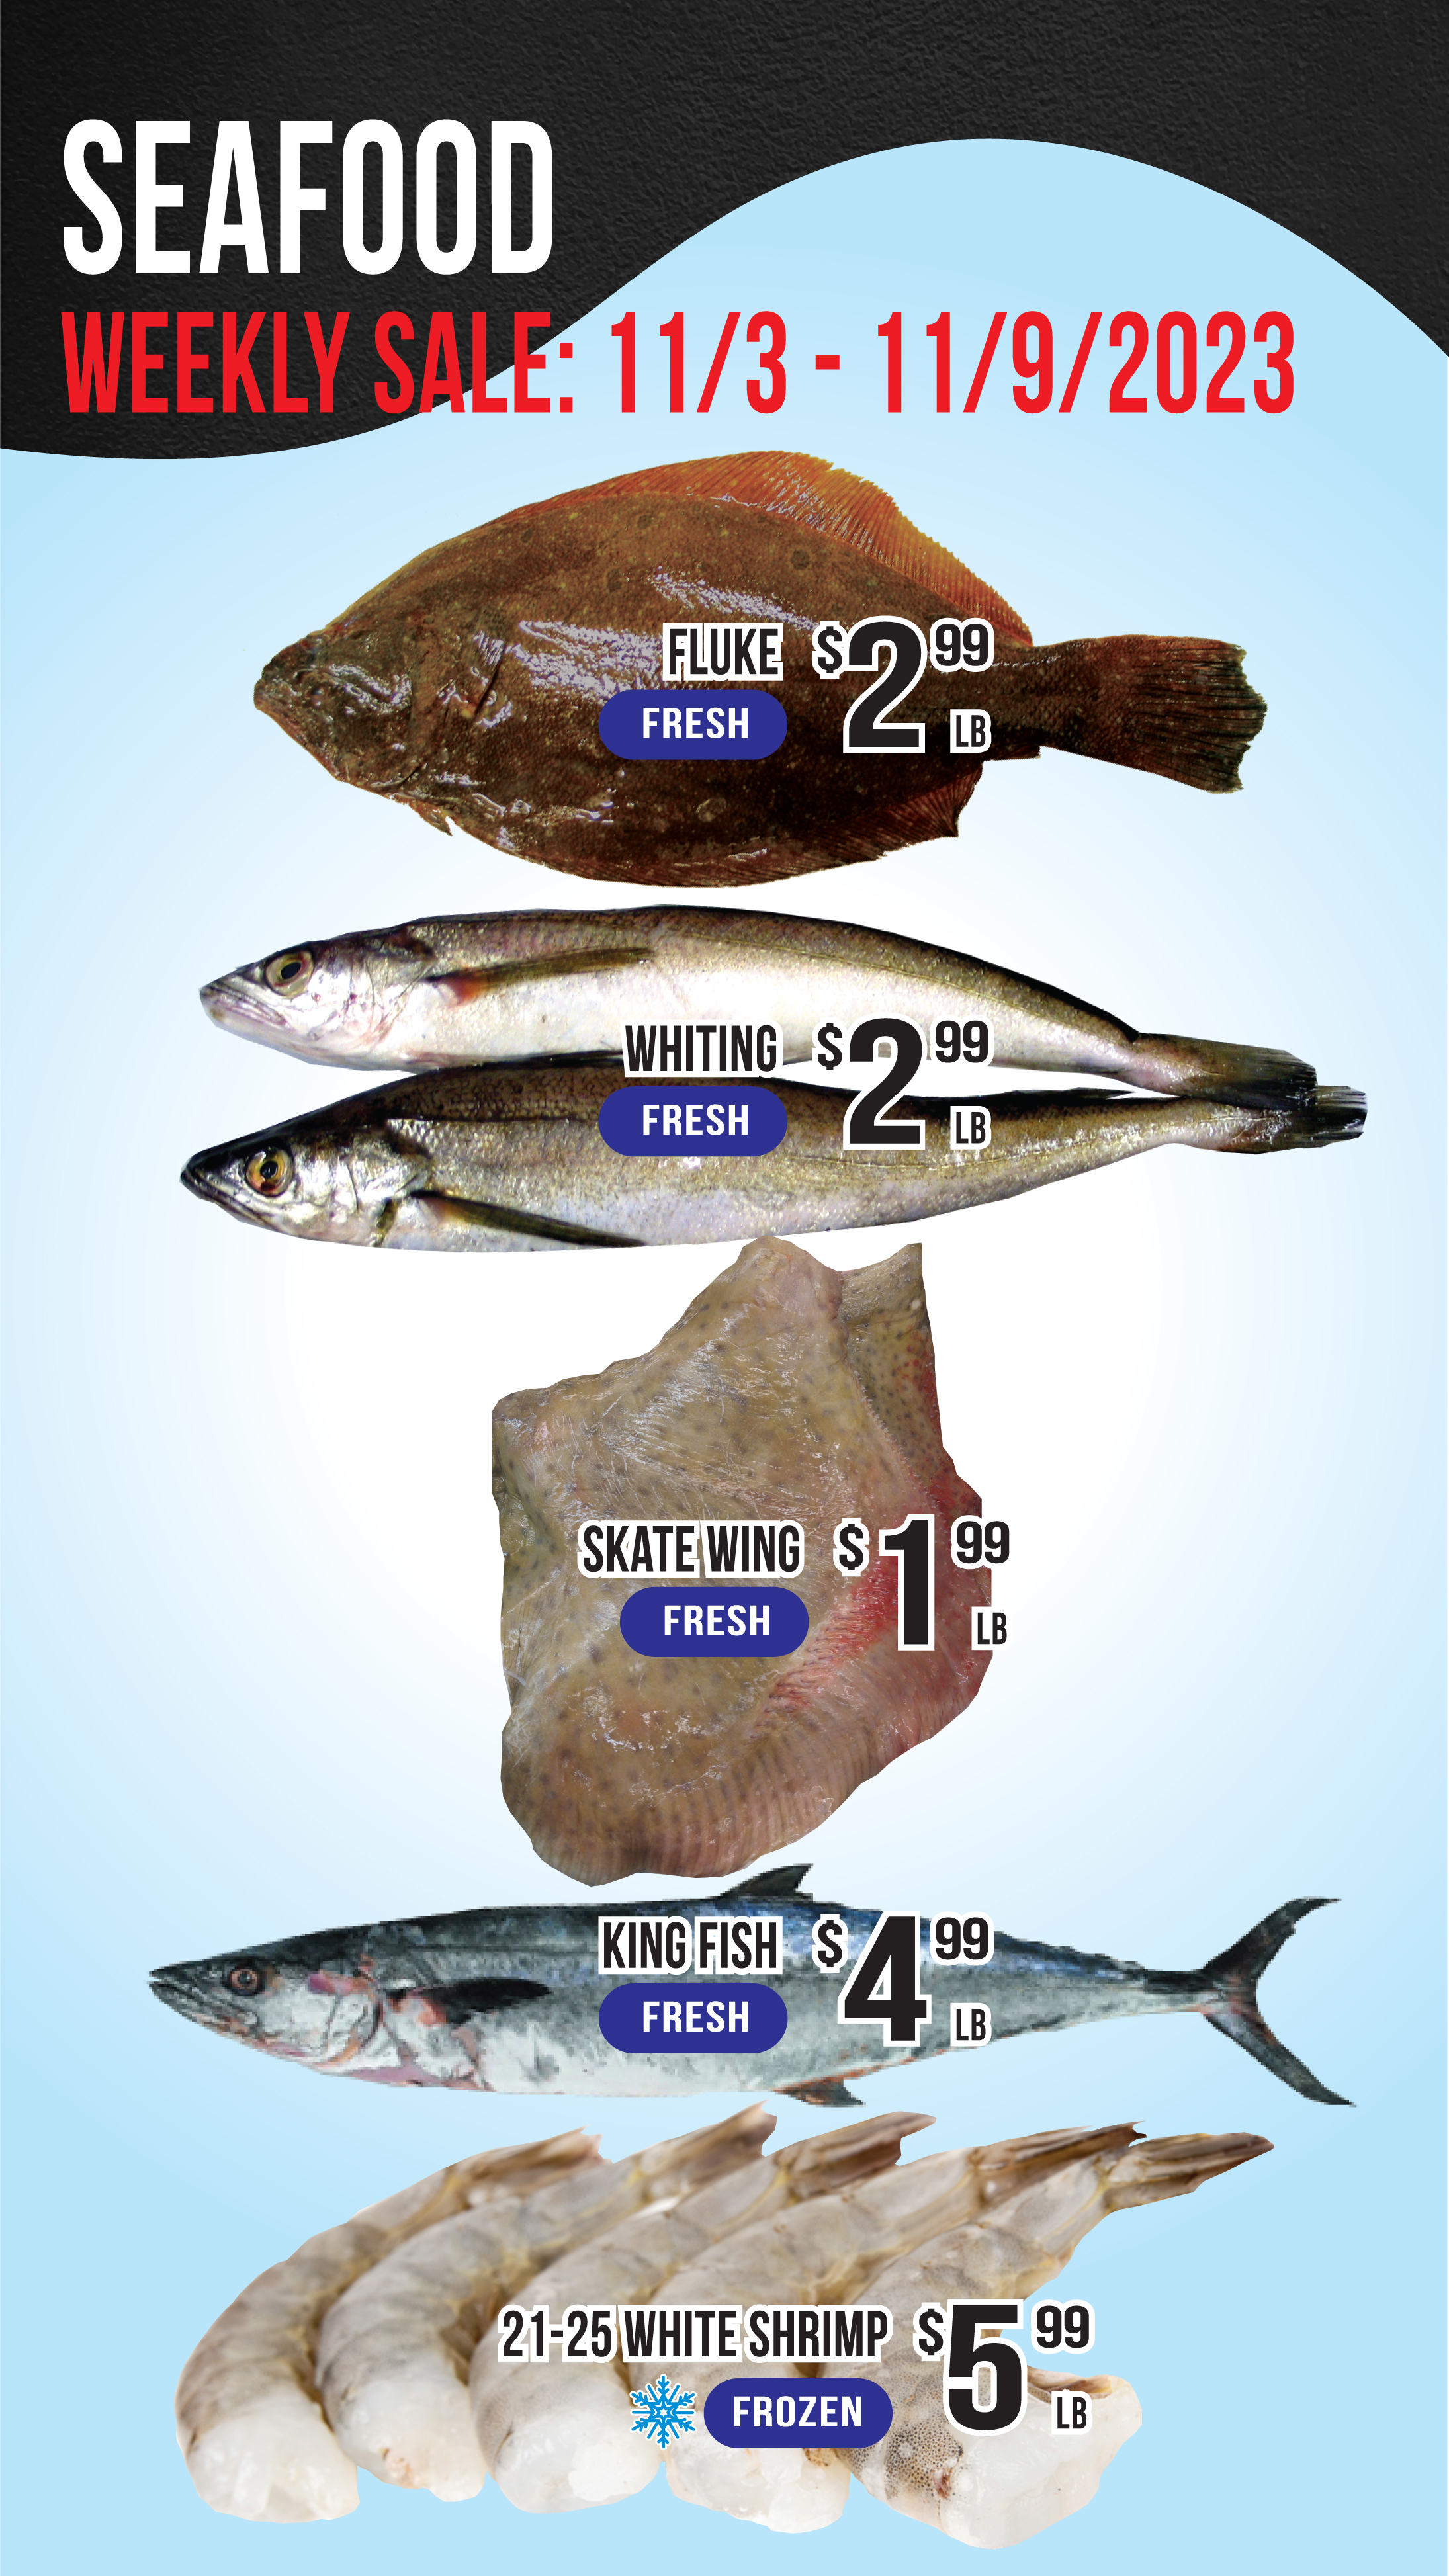 SEAFOOD
WEEKLY SALE: 11/3 - 11/9/2023
FLUKE $2 99
FRESH LB
WHITING $2 99
FRESH LB
SKATE WING $1 99
FRESH LB
KING FISH $4 99
FRESH LB
21-25 WHITE SHRIMP $5 99
FROZEN LB